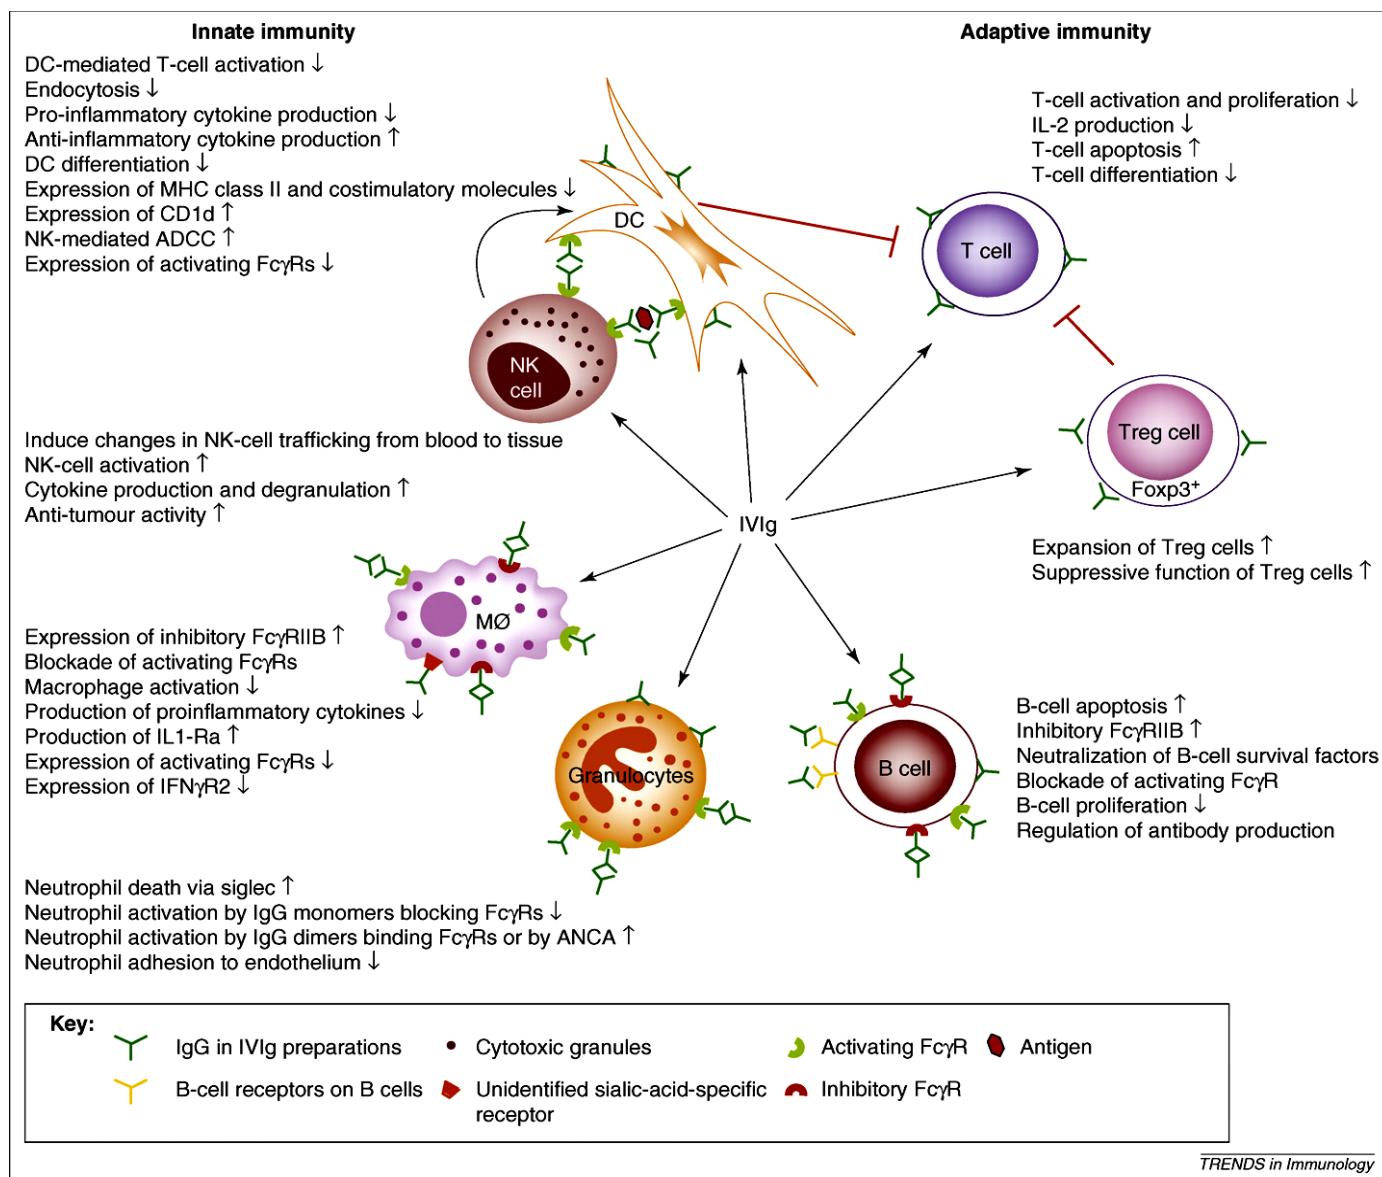 Innate immunity
DC-mediated T-cell activation ↓
Endocytosis ↓
Pro-inflammatory cytokine production ↓
Anti-inflammatory cytokine production ↑
DC differentiation ↓
Expression of MHC class II and costimulatory molecules ↓
Expression of CD1d ↑
NK-mediated ADCC ↑
Expression of activating FcγRs ↓
Adaptive immunity
T-cell activation and proliferation ↓
IL-2 production ↓
T-cell apoptosis ↑
T-cell differentiation ↓
DC
T cell
NK
cell
Treg cell
Foxp3⁺
Induce changes in NK-cell trafficking from blood to tissue
NK-cell activation ↑
Cytokine production and degranulation ↑
Anti-tumour activity ↑
IVIg
Expansion of Treg cells ↑
Suppressive function of Treg cells ↑
MØ
Expression of inhibitory FcγRIIB ↑
Blockade of activating FcγRs
Macrophage activation ↓
Production of proinflammatory cytokines ↓
Production of IL1-Ra ↑
Expression of activating FcγRs ↓
Expression of IFNγR2 ↓
Granulocytes
B cell
B-cell apoptosis ↑
Inhibitory FcγRIIB ↑
Neutralization of B-cell survival factors
Blockade of activating FcγR
B-cell proliferation ↓
Regulation of antibody production
Neutrophil death via siglec ↑
Neutrophil activation by IgG monomers blocking FcγRs ↓
Neutrophil activation by IgG dimers binding FcγRs or by ANCA ↑
Neutrophil adhesion to endothelium ↓
Key:
IgG in IVIg preparations
Cytotoxic granules
Activating FcγR
Antigen
B-cell receptors on B cells
Unidentified sialic-acid-specific
receptor
Inhibitory FcγR
TRENDS in Immunology